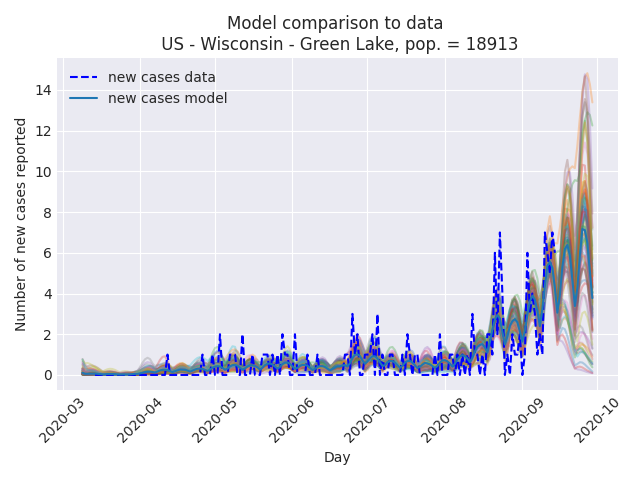 Model comparison to data
US - Wisconsin - Green Lake, pop. = 18913
new cases data
new cases model
Number of new cases reported
14
12
10
8
6
4
2
0
2020-03
2020-04
2020-05
2020-06
2020-07
2020-08
2020-09
2020-10
Day